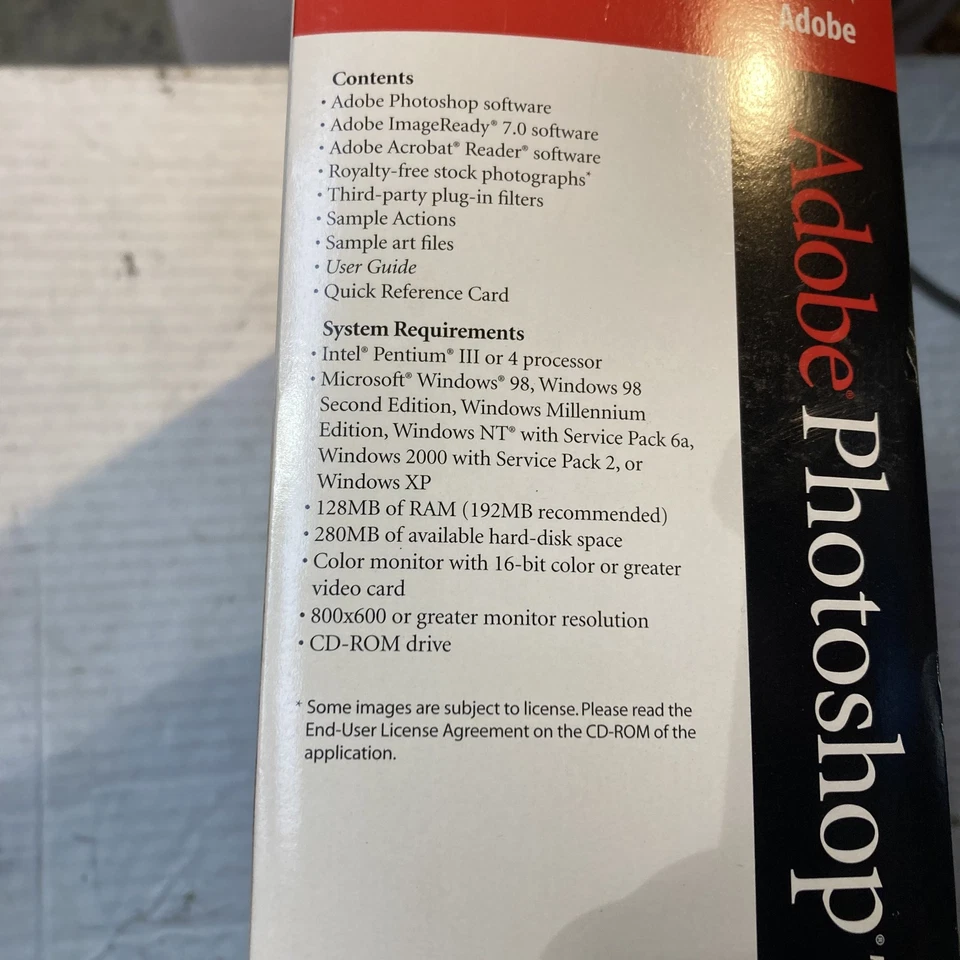 Adobe
Contents
• Adobe Photoshop software
• Adobe ImageReady® 7.0 software
• Adobe Acrobat® Reader® software
• Royalty-free stock photographs*
• Third-party plug-in filters
• Sample Actions
• Sample art files
• User Guide
• Quick Reference Card
System Requirements
• Intel® Pentium® III or 4 processor
• Microsoft® Windows® 98, Windows 98
Second Edition, Windows Millennium
Edition, Windows NT® with Service Pack 6a,
Windows 2000 with Service Pack 2, or
Windows XP
• 128MB of RAM (192MB recommended)
• 280MB of available hard-disk space
• Color monitor with 16-bit color or greater
video card
• 800x600 or greater monitor resolution
• CD-ROM drive
* Some images are subject to license. Please read the
End-User License Agreement on the CD-ROM of the
application.
Adobe® Photoshop®